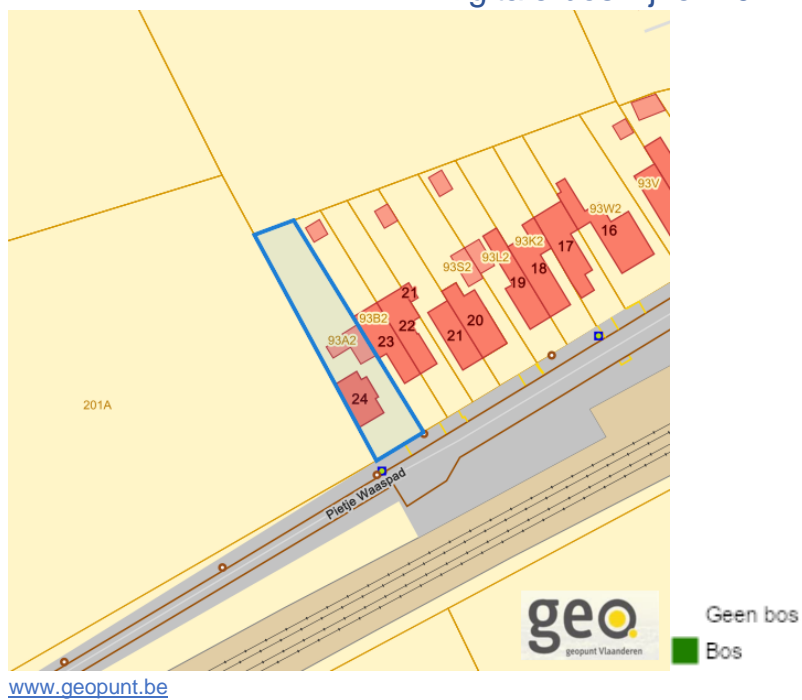 93V
93W2
16
93K2
17
93L2
18
93S2
19
21
93B2
20
22
21
93A2
23
24
201A
Pietje Waaspad
geo
geopunt Vlaanderen
Geen bos
Bos
www.geopunt.be